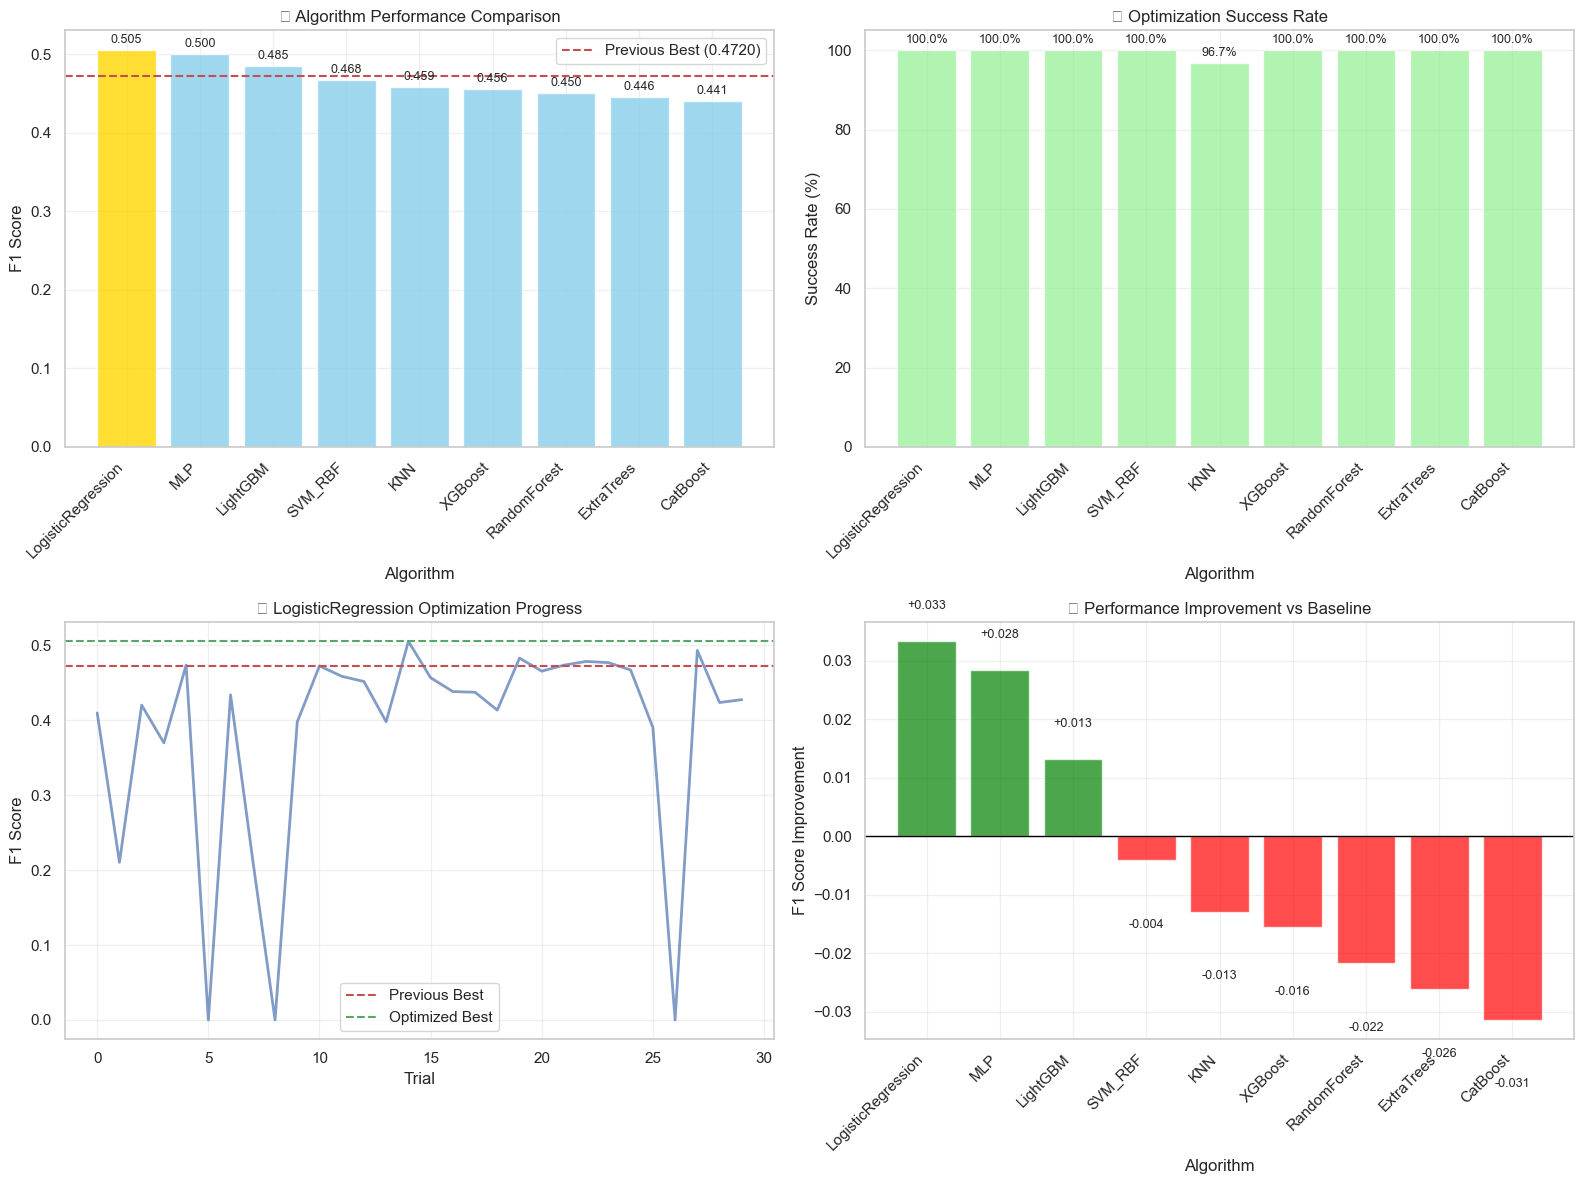 ▯ Algorithm Performance Comparison
F1 Score
0.5
0.4
0.3
0.2
0.1
0.0
0.505
0.500
0.485
0.468
0.459
0.456
0.450
0.446
0.441
Previous Best (0.4720)
LogisticRegression
MLP
LightGBM
SVM_RBF
KNN
XGBoost
RandomForest
ExtraTrees
CatBoost
Algorithm
▯ Optimization Success Rate
Success Rate (%)
100
80
60
40
20
0
100.0%
100.0%
100.0%
100.0%
96.7%
100.0%
100.0%
100.0%
100.0%
LogisticRegression
MLP
LightGBM
SVM_RBF
KNN
XGBoost
RandomForest
ExtraTrees
CatBoost
Algorithm
▯ LogisticRegression Optimization Progress
F1 Score
0.5
0.4
0.3
0.2
0.1
0.0
Previous Best
Optimized Best
0
5
10
15
20
25
30
Trial
▯ Performance Improvement vs Baseline
F1 Score Improvement
0.03
0.02
0.01
0.00
−0.01
−0.02
−0.03
+0.033
+0.028
+0.013
-0.004
-0.013
-0.016
-0.022
-0.026
-0.031
LogisticRegression
MLP
LightGBM
SVM_RBF
KNN
XGBoost
RandomForest
ExtraTrees
CatBoost
Algorithm